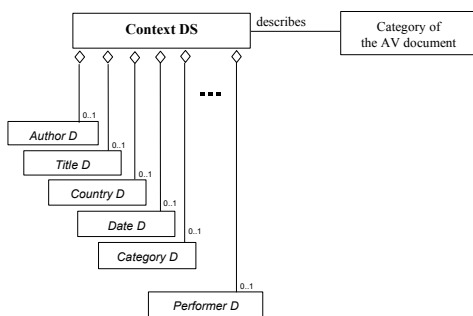 Context DS
describes
Category of
the AV document
...
0..1
Author D
0..1
Title D
0..1
Country D
0..1
Date D
0..1
Category D
0..1
Performer D